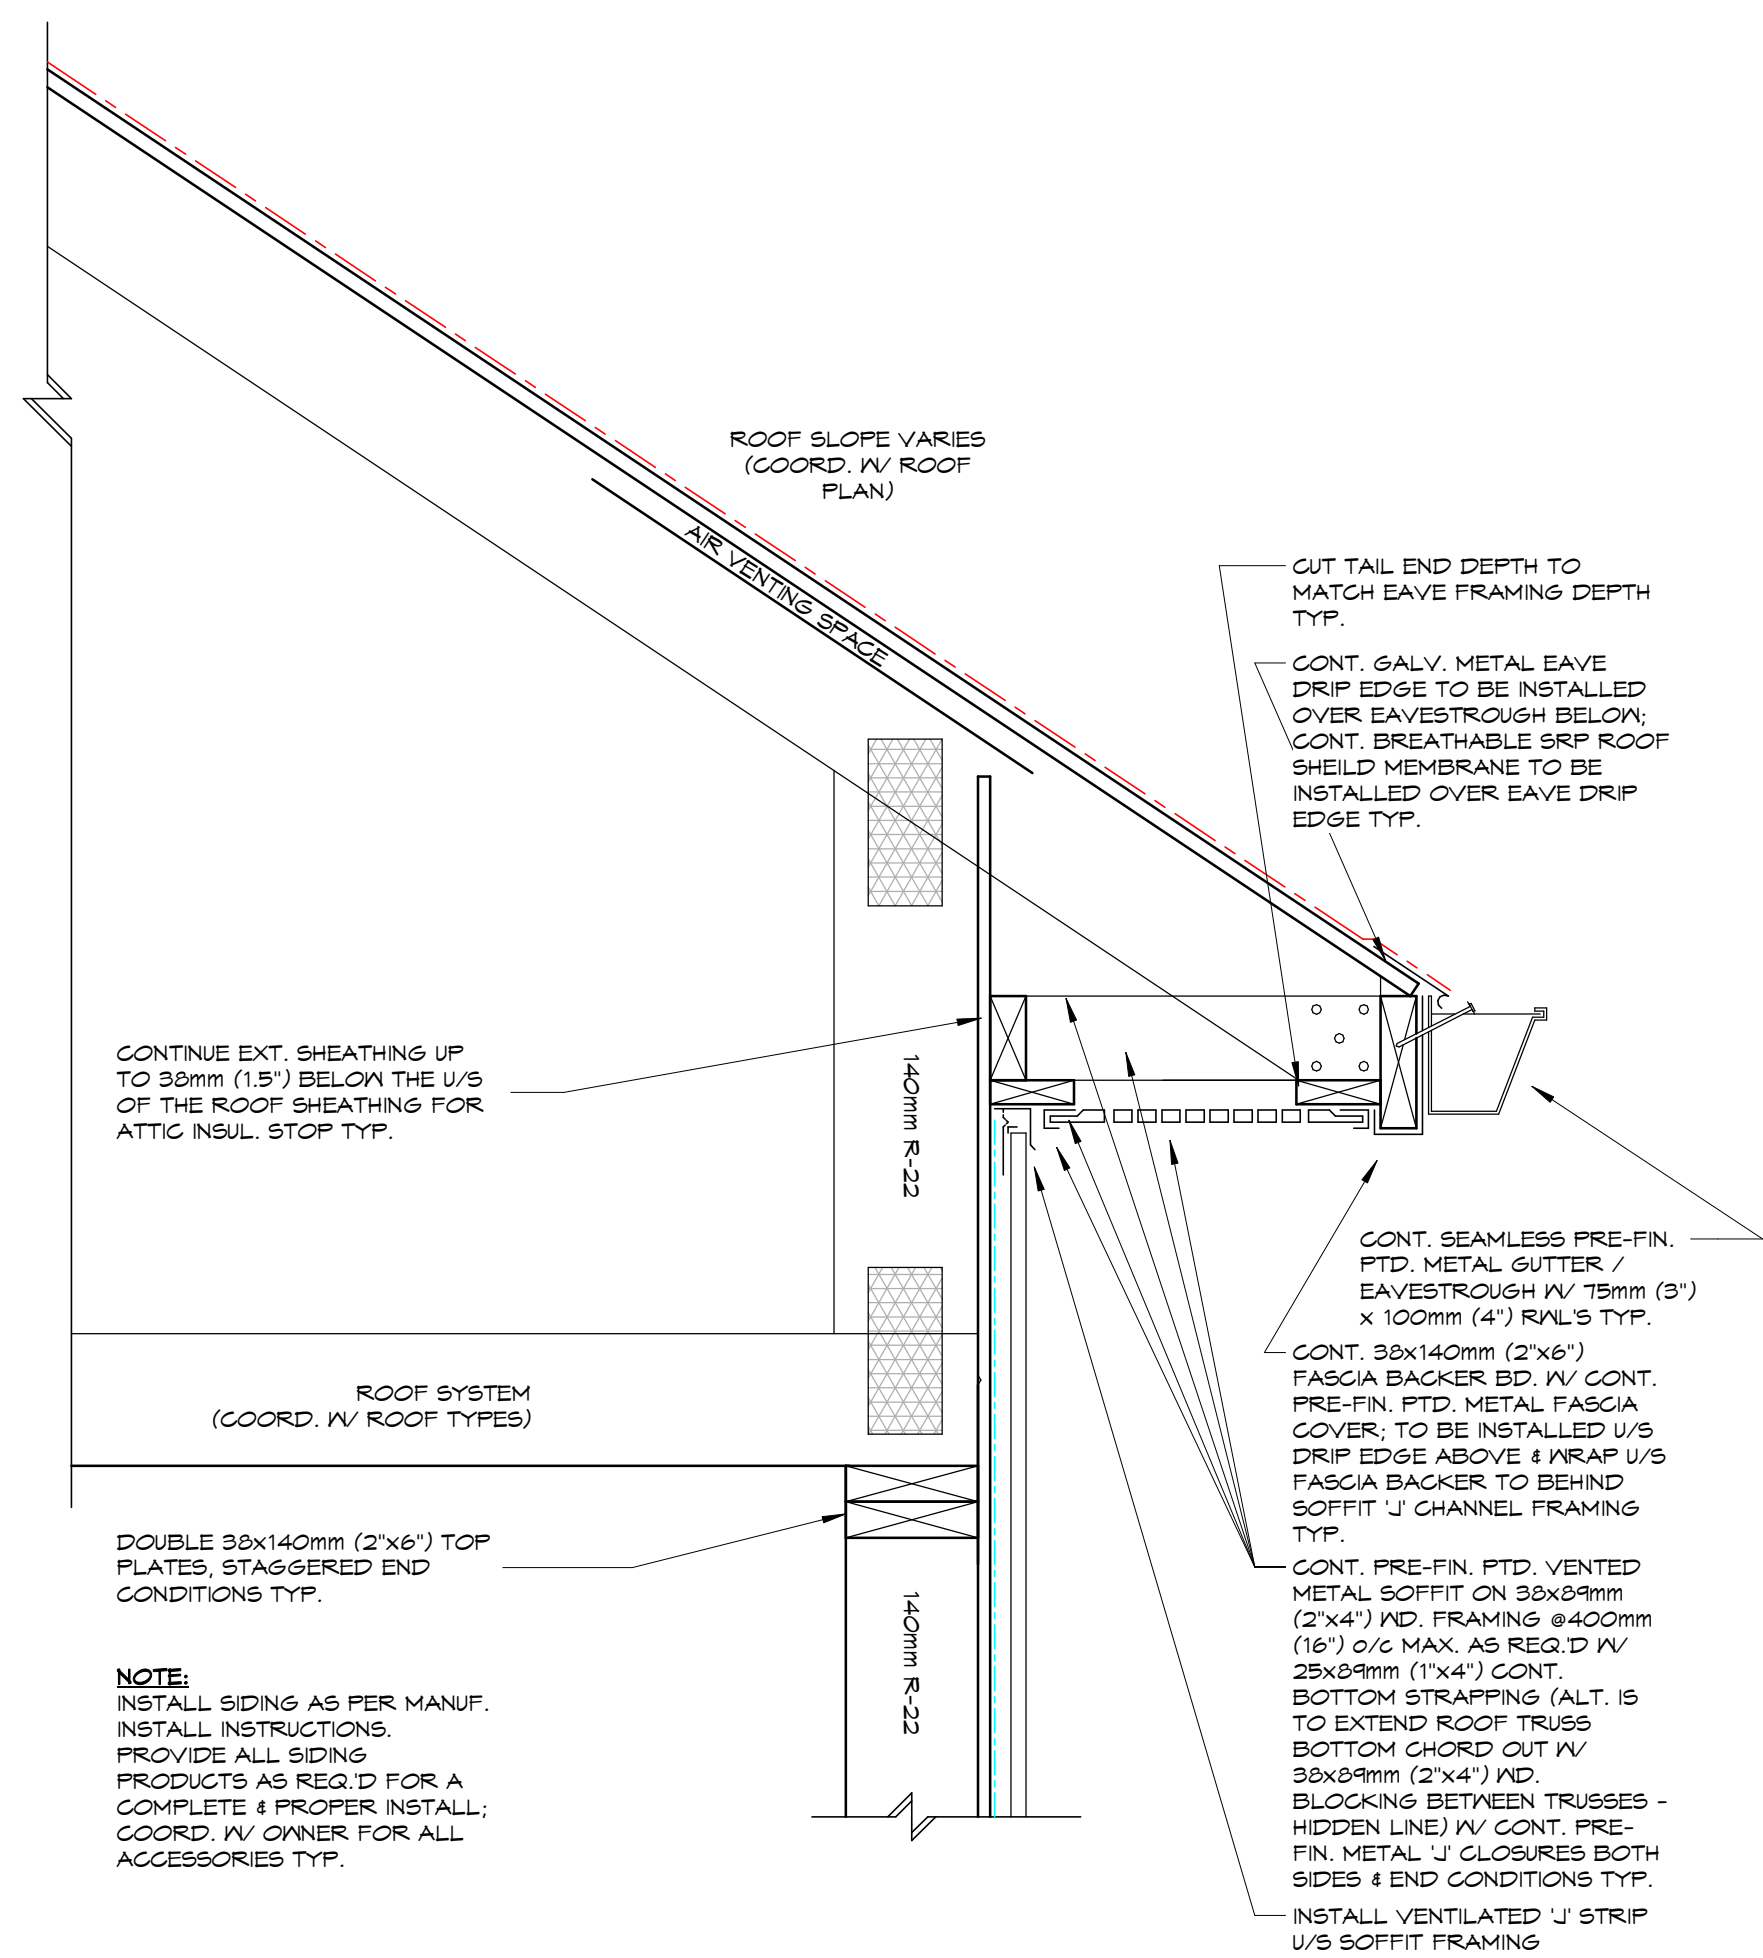 ROOF SLOPE VARIES
(COORD. W/ ROOF
PLAN)
AIR VENTING SPACE
CUT TAIL END DEPTH TO
MATCH EAVE FRAMING DEPTH
TYP.
CONT. GALV. METAL EAVE
DRIP EDGE TO BE INSTALLED
OVER EAVESTROUGH BELOW;
CONT. BREATHABLE SRP ROOF
SHEILD MEMBRANE TO BE
INSTALLED OVER EAVE DRIP
EDGE TYP.
CONTINUE EXT. SHEATHING UP
TO 38mm (1.5") BELOW THE U/S
OF THE ROOF SHEATHING FOR
ATTIC INSUL. STOP TYP.
140mm R-22
CONT. SEAMLESS PRE-FIN.
PTD. METAL GUTTER /
EAVESTROUGH W/ 75mm (3")
x 100mm (4") RWL'S TYP.
CONT. 38x140mm (2"x6")
FASCIA BACKER BD. W/ CONT.
PRE-FIN. PTD. METAL FASCIA
COVER; TO BE INSTALLED U/S
DRIP EDGE ABOVE & WRAP U/S
FASCIA BACKER TO BEHIND
SOFFIT 'J' CHANNEL FRAMING
TYP.
ROOF SYSTEM
(COORD. W/ ROOF TYPES)
DOUBLE 38x140mm (2"x6") TOP
PLATES, STAGGERED END
CONDITIONS TYP.
140mm R-22
CONT. PRE-FIN. PTD. VENTED
METAL SOFFIT ON 38x89mm
(2"x4") WD. FRAMING @400mm
(16") o/c MAX. AS REQ.'D W/
25x89mm (1"x4") CONT.
BOTTOM STRAPPING (ALT. IS
TO EXTEND ROOF TRUSS
BOTTOM CHORD OUT W/
38x89mm (2"x4") WD.
BLOCKING BETWEEN TRUSSES -
HIDDEN LINE) W/ CONT. PRE-
FIN. METAL 'J' CLOSURES BOTH
SIDES & END CONDITIONS TYP.
NOTE:
INSTALL SIDING AS PER MANUF.
INSTALL INSTRUCTIONS.
PROVIDE ALL SIDING
PRODUCTS AS REQ.'D FOR A
COMPLETE & PROPER INSTALL;
COORD. W/ OWNER FOR ALL
ACCESSORIES TYP.
INSTALL VENTILATED 'J' STRIP
U/S SOFFIT FRAMING